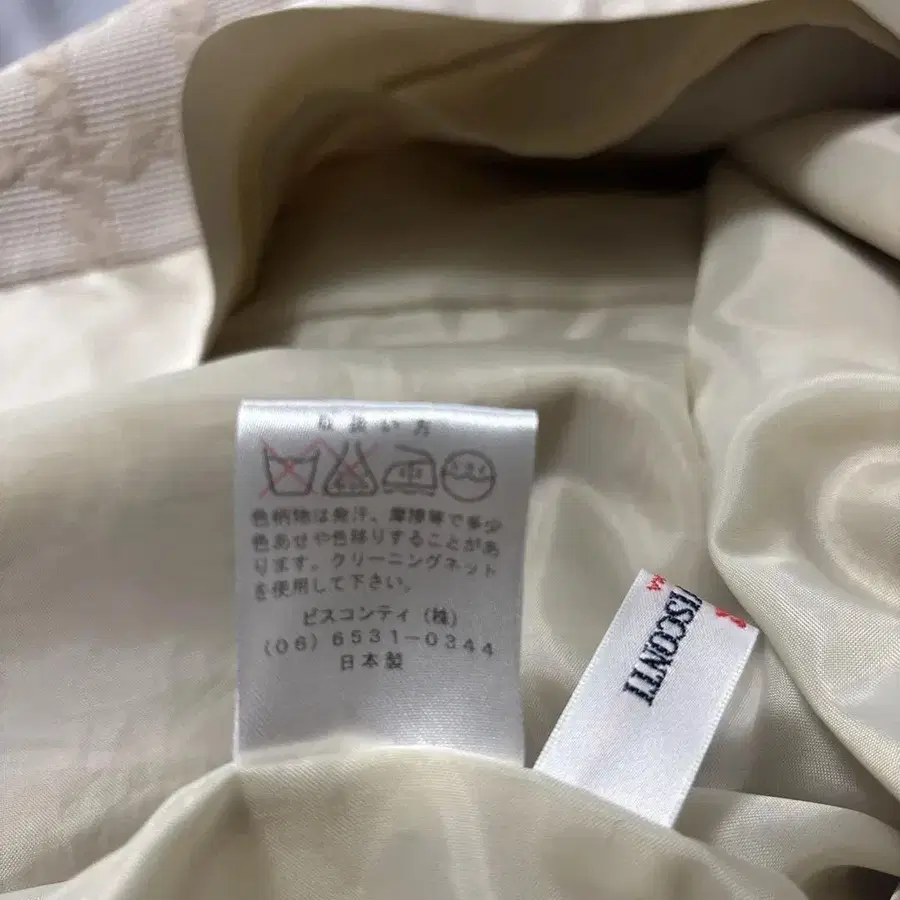 取扱い方
中
色柄物は発汗、摩擦等で多少
色あせや色移りすることがあ
ります。クリーニングネット
を使用して下さい。
ビスコンティ(株)
(06)6531-0344
日本製
VISCONTI